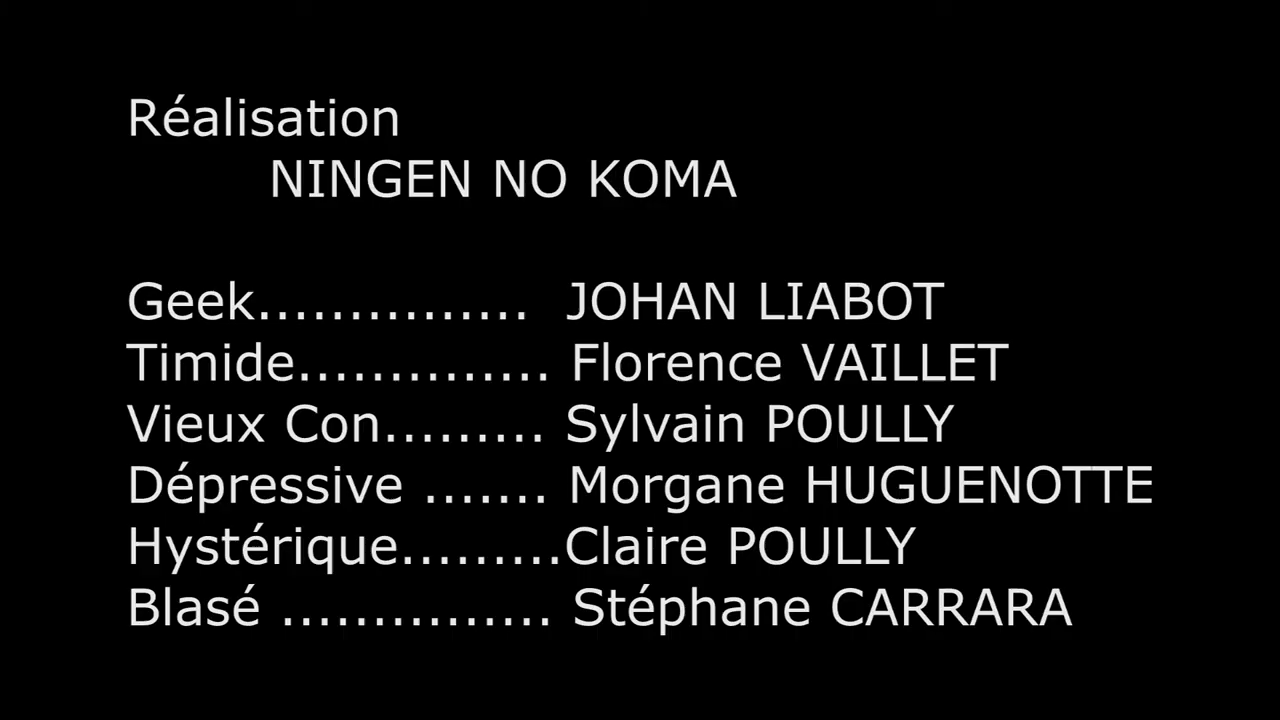 Réalisation
NINGEN NO KOMA
Geek............... JOHAN LIABOT
Timide.............. Florence VAILLET
Vieux Con......... Sylvain POULLY
Dépressive ....... Morgane HUGUENOTTE
Hystérique.........Claire POULLY
Blasé ............... Stéphane CARRARA